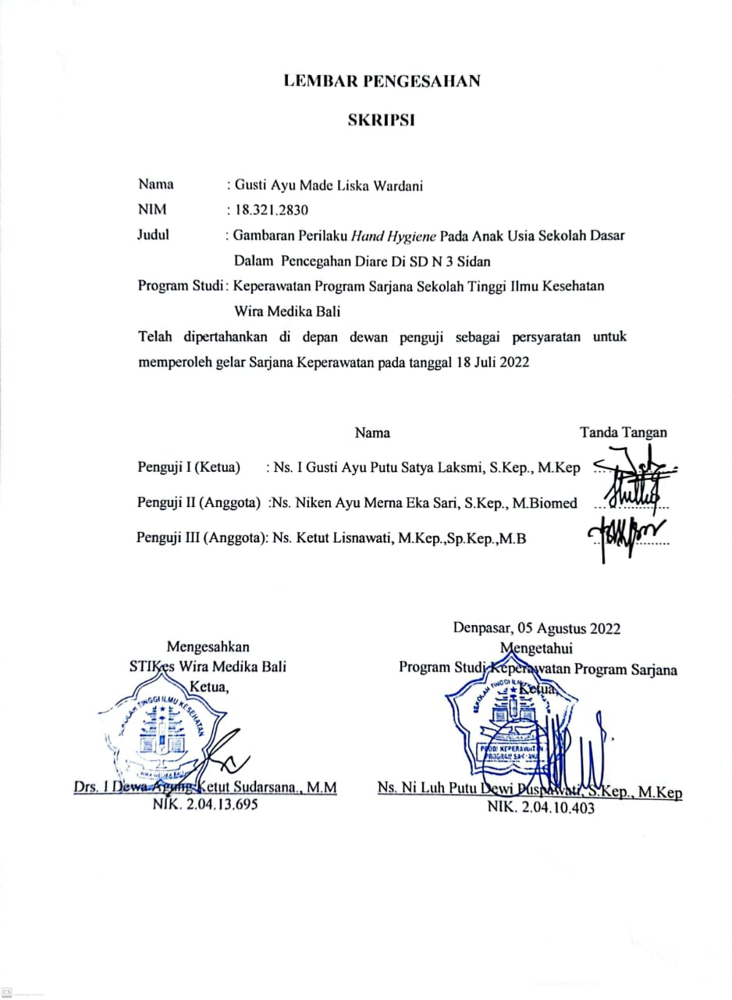 LEMBAR PENGESAHAN
SKRIPSI
Nama : Gusti Ayu Made Liska Wardani
NIM : 18.321.2830
Judul : Gambaran Perilaku Hand Hygiene Pada Anak Usia Sekolah Dasar
Dalam Pencegahan Diare Di SD N 3 Sidan
Program Studi : Keperawatan Program Sarjana Sekolah Tinggi Ilmu Kesehatan
Wira Medika Bali
Telah dipertahankan di depan dewan penguji sebagai persyaratan untuk
memperoleh gelar Sarjana Keperawatan pada tanggal 18 Juli 2022
Nama Tanda Tangan
Penguji I (Ketua) : Ns. I Gusti Ayu Putu Satya Laksmi, S.Kep., M.Kep
Penguji II (Anggota) :Ns. Niken Ayu Merna Eka Sari, S.Kep., M.Biomed
Penguji III (Anggota): Ns. Ketut Lisnawati, M.Kep.,Sp.Kep.,M.B
Denpasar, 05 Agustus 2022
Mengesahkan
STIKes Wira Medika Bali
Ketua,
TINGGI ILMU KESEHATAN
WIRA MEDIKA BALI
Drs. I Dewa Agung Ketut Sudarsana., M.M
NIK. 2.04.13.695
Mengetahui
Program Studi Keperawatan Program Sarjana
Ketua,
SEKOLAH TINGGI ILMU
PRODI KEPERAWATAN
PROGRAM SARJANA
Ns. Ni Luh Putu Dewi Puspawati, S.Kep., M.Kep
NIK. 2.04.10.403
CS